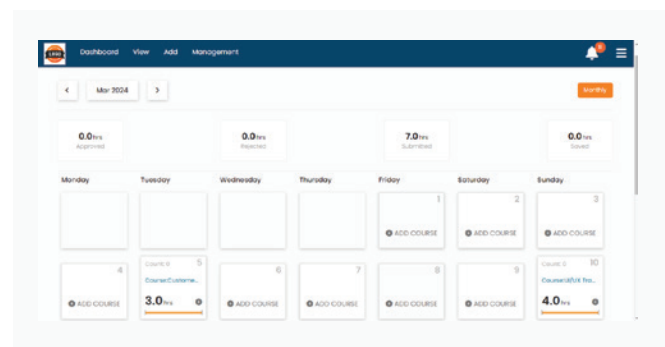 Dashboard View Add Management
< Mar 2024 >
Monthly
0.0 hrs 0.0 hrs 7.0 hrs 0.0 hrs
Approved Rejected Submitted Saved
Monday Tuesday Wednesday Thursday Friday Saturday Sunday
1 2 3
ADD COURSE ADD COURSE ADD COURSE
4 5 6 7 8 9 10
Course:Custome..
ADD COURSE 3.0 hrs ADD COURSE ADD COURSE ADD COURSE ADD COURSE 4.0 hrs